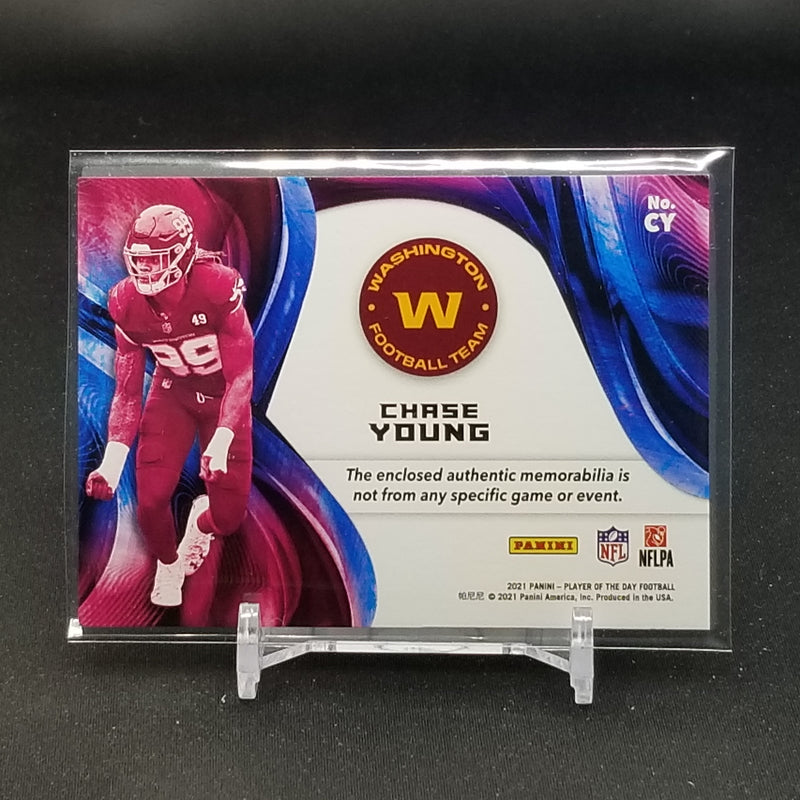 No.
CY
WASHINGTON
W
FOOTBALL TEAM
99
49
99
CHASE
YOUNG
The enclosed authentic memorabilia is
not from any specific game or event.
PANINI
NFL
NFLPA
2021 PANINI – PLAYER OF THE DAY FOOTBALL
帕尼尼 © 2021 Panini America, Inc. Produced in the USA.